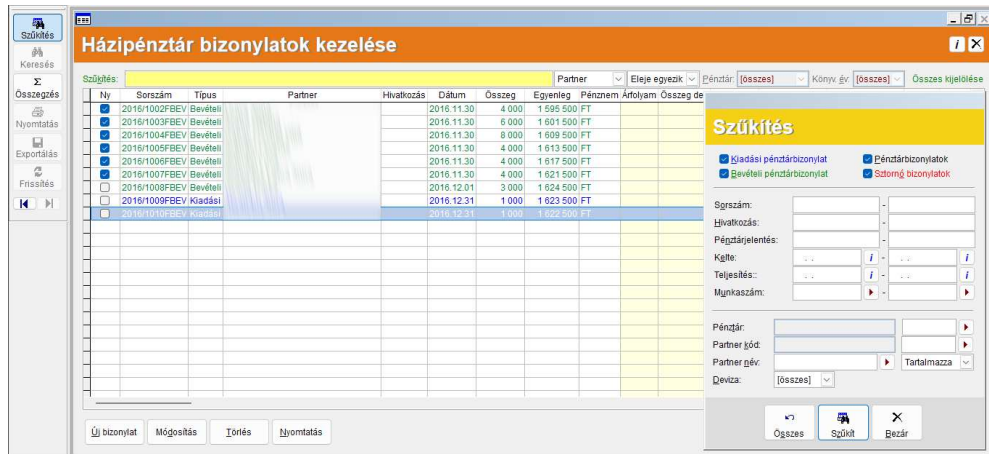 Szűkítés
Keresés
Σ
Összegzés
Nyomtatás
Exportálás
Frissítés
Házipénztár bizonylatok kezelése
Szűkítés: Partner Eleje egyezik Pénztár: [összes] Könyv. év: [összes] Összes kijelölése
Ny Sorszám Típus Partner Hivatkozás Dátum Összeg Egyenleg Pénznem Árfolyam Összeg de
2016/1002FBEV Bevételi 2016.11.30 4 000 1 595 500 FT
2016/1003FBEV Bevételi 2016.11.30 6 000 1 601 500 FT
2016/1004FBEV Bevételi 2016.11.30 8 000 1 609 500 FT
2016/1005FBEV Bevételi 2016.11.30 4 000 1 613 500 FT
2016/1006FBEV Bevételi 2016.11.30 4 000 1 617 500 FT
2016/1007FBEV Bevételi 2016.11.30 4 000 1 621 500 FT
2016/1008FBEV Bevételi 2016.12.01 3 000 1 624 500 FT
2016/1009FBEV Kiadási 2016.12.31 1 000 1 623 500 FT
2016/1010FBEV Kiadási 2016.12.31 1 000 1 622 500 FT
Új bizonylat Módosítás Törlés Nyomtatás
Szűkítés
Kiadási pénztárbizonylat Pénztárbizonylatok
Bevételi pénztárbizonylat Sztornó bizonylatok
Sorszám: -
Hivatkozás: -
Pénztárjelentés: -
Kelte: . . i - . . i
Teljesítés:: . . i - . . i
Munkaszám: -
Pénztár:
Partner kód:
Partner név: Tartalmazza
Deviza: [összes]
Összes Szűkít Bezár